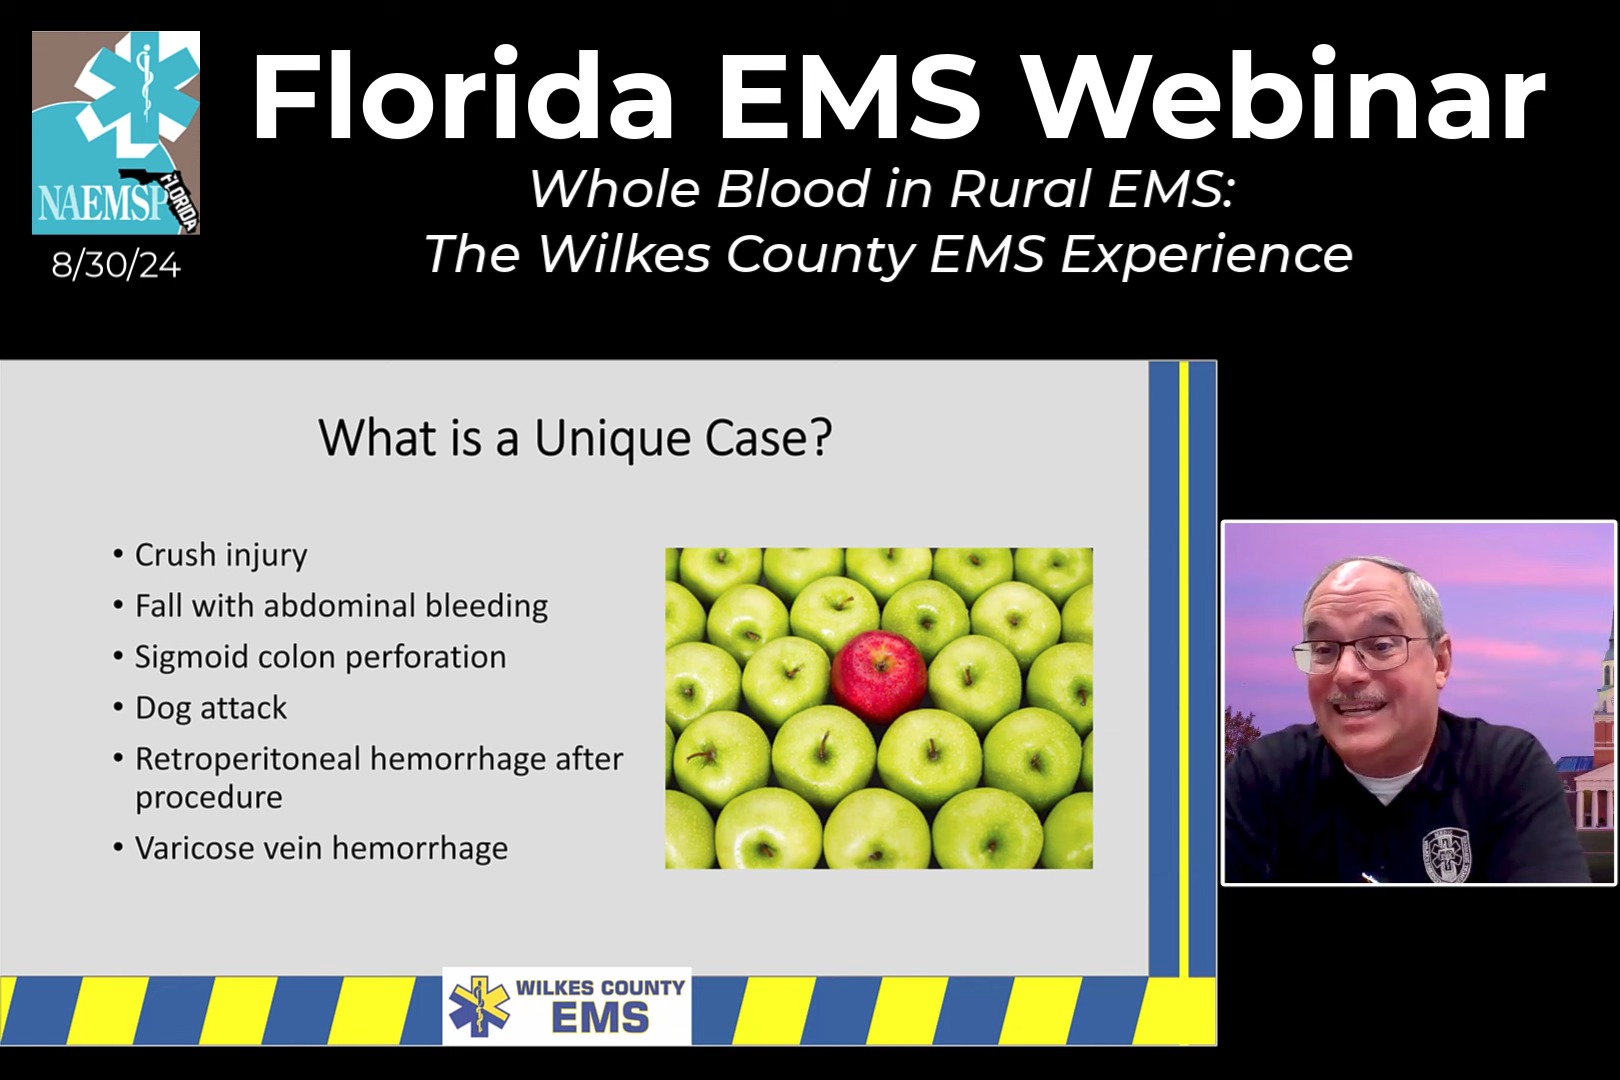 Florida EMS Webinar
Whole Blood in Rural EMS:
The Wilkes County EMS Experience
NAEMSP
FLORIDA
8/30/24
What is a Unique Case?
• Crush injury
• Fall with abdominal bleeding
• Sigmoid colon perforation
• Dog attack
• Retroperitoneal hemorrhage after
procedure
• Varicose vein hemorrhage
WILKES COUNTY
EMS